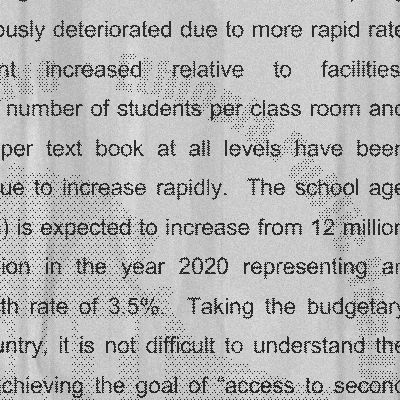 ously deteriorated due to more rapid rate
nt increased relative to facilities
number of students per class room and
per text book at all levels have been
ue to increase rapidly. The school age
) is expected to increase from 12 million
ion in the year 2020 representing an
th rate of 3.5%. Taking the budgetary
untry, it is not difficult to understand the
achieving the goal of "access to second